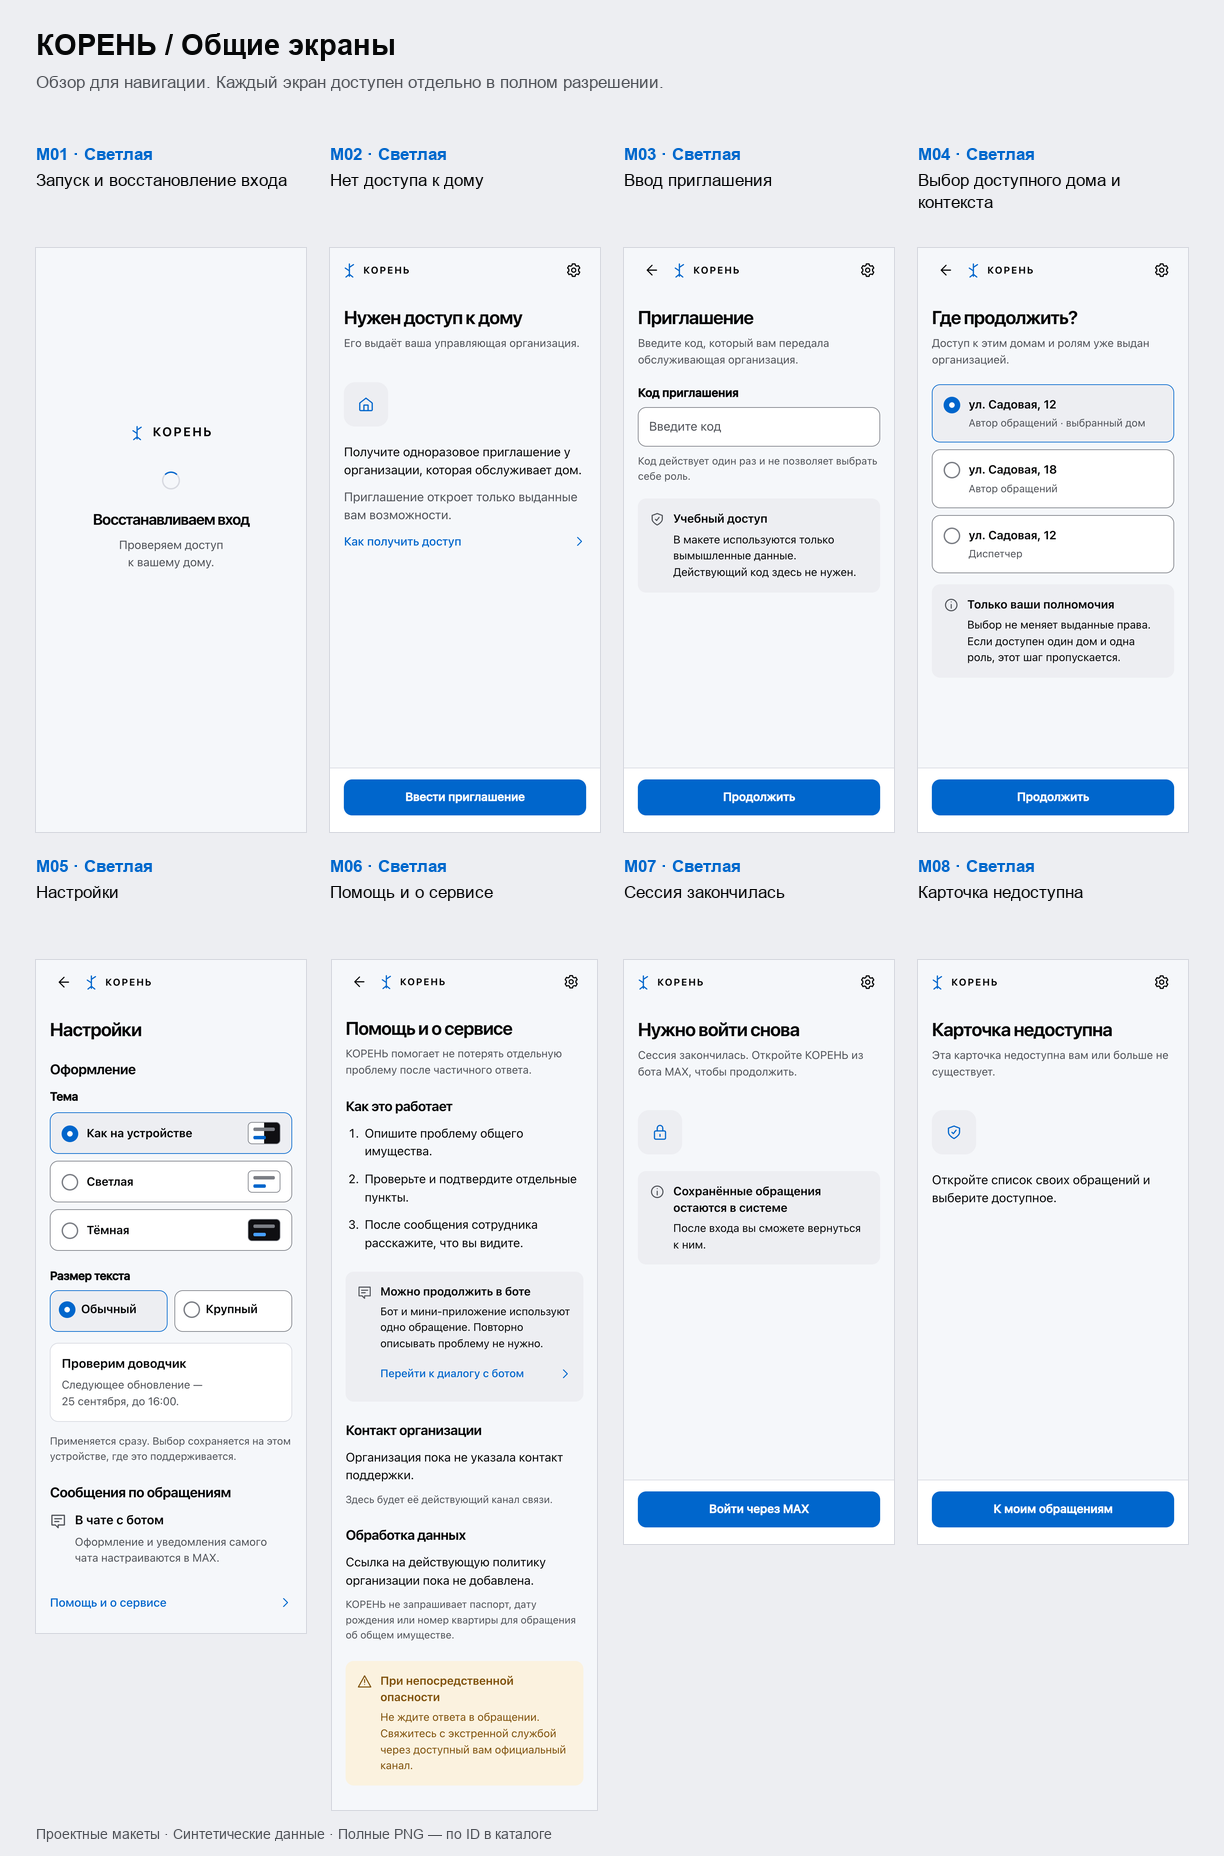 КОРЕНЬ / Общие экраны
Обзор для навигации. Каждый экран доступен отдельно в полном разрешении.
M01 · Светлая
Запуск и восстановление входа
КОРЕНЬ
Восстанавливаем вход
Проверяем доступ
к вашему дому.
M02 · Светлая
Нет доступа к дому
КОРЕНЬ
Нужен доступ к дому
Его выдаёт ваша управляющая организация.
Получите одноразовое приглашение у
организации, которая обслуживает дом.
Приглашение откроет только выданные
вам возможности.
Как получить доступ
Ввести приглашение
M03 · Светлая
Ввод приглашения
КОРЕНЬ
Приглашение
Введите код, который вам передала
обслуживающая организация.
Код приглашения
Введите код
Код действует один раз и не позволяет выбрать
себе роль.
Учебный доступ
В макете используются только
вымышленные данные.
Действующий код здесь не нужен.
Продолжить
M04 · Светлая
Выбор доступного дома и
контекста
КОРЕНЬ
Где продолжить?
Доступ к этим домам и ролям уже выдан
организацией.
ул. Садовая, 12
Автор обращений · выбранный дом
ул. Садовая, 18
Автор обращений
ул. Садовая, 12
Диспетчер
Только ваши полномочия
Выбор не меняет выданные права.
Если доступен один дом и одна
роль, этот шаг пропускается.
Продолжить
M05 · Светлая
Настройки
КОРЕНЬ
Настройки
Оформление
Тема
Как на устройстве
Светлая
Тёмная
Размер текста
Обычный
Крупный
Проверим доводчик
Следующее обновление —
25 сентября, до 16:00.
Применяется сразу. Выбор сохраняется на этом
устройстве, где это поддерживается.
Сообщения по обращениям
В чате с ботом
Оформление и уведомления самого
чата настраиваются в MAX.
Помощь и о сервисе
M06 · Светлая
Помощь и о сервисе
КОРЕНЬ
Помощь и о сервисе
КОРЕНЬ помогает не потерять отдельную
проблему после частичного ответа.
Как это работает
1. Опишите проблему общего
имущества.
2. Проверьте и подтвердите отдельные
пункты.
3. После сообщения сотрудника
расскажите, что вы видите.
Можно продолжить в боте
Бот и мини-приложение используют
одно обращение. Повторно
описывать проблему не нужно.
Перейти к диалогу с ботом
Контакт организации
Организация пока не указала контакт
поддержки.
Здесь будет её действующий канал связи.
Обработка данных
Ссылка на действующую политику
организации пока не добавлена.
КОРЕНЬ не запрашивает паспорт, дату
рождения или номер квартиры для обращения
об общем имуществе.
При непосредственной
опасности
Не ждите ответа в обращении.
Свяжитесь с экстренной службой
через доступный вам официальный
канал.
M07 · Светлая
Сессия закончилась
КОРЕНЬ
Нужно войти снова
Сессия закончилась. Откройте КОРЕНЬ из
бота MAX, чтобы продолжить.
Сохранённые обращения
остаются в системе
После входа вы сможете вернуться
к ним.
Войти через MAX
M08 · Светлая
Карточка недоступна
КОРЕНЬ
Карточка недоступна
Эта карточка недоступна вам или больше не
существует.
Откройте список своих обращений и
выберите доступное.
К моим обращениям
Проектные макеты · Синтетические данные · Полные PNG — по ID в каталоге